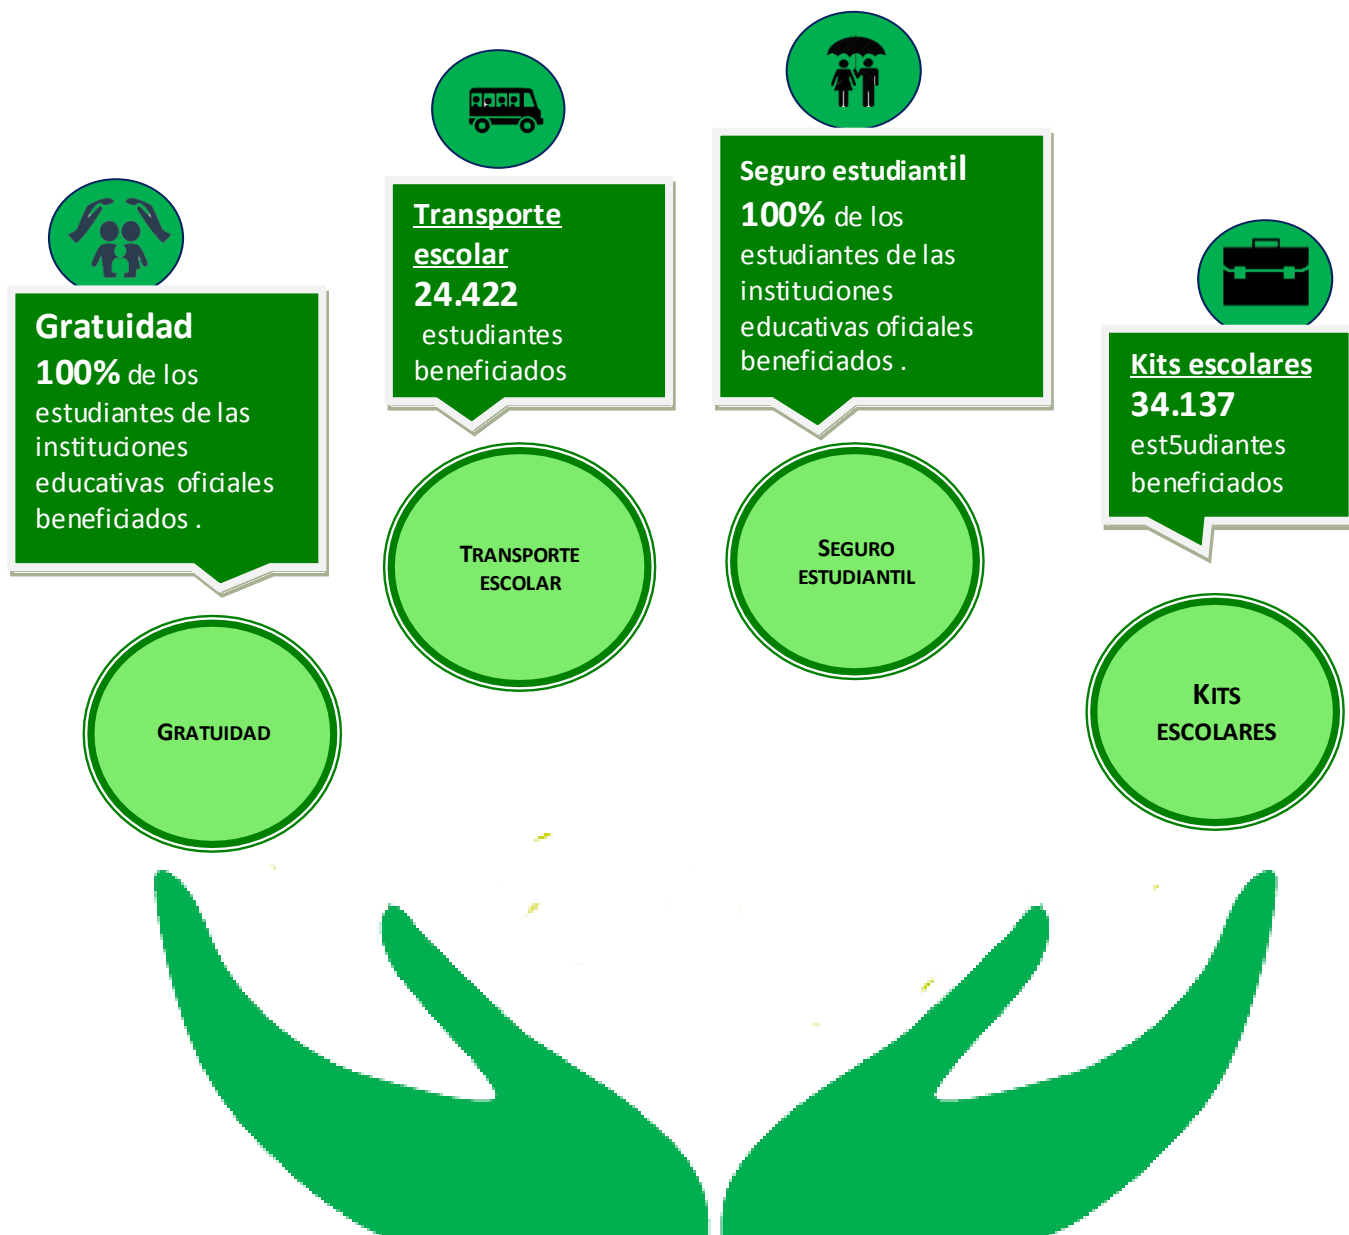 Gratuidad
100% de los
estudiantes de las
instituciones
educativas oficiales
beneficiados .
GRATUIDAD
Transporte
escolar
24.422
estudiantes
beneficiados
TRANSPORTE
ESCOLAR
Seguro estudiantil
100% de los
estudiantes de las
instituciones
educativas oficiales
beneficiados .
SEGURO
ESTUDIANTIL
Kits escolares
34.137
est5udiantes
beneficiados
KITS
ESCOLARES